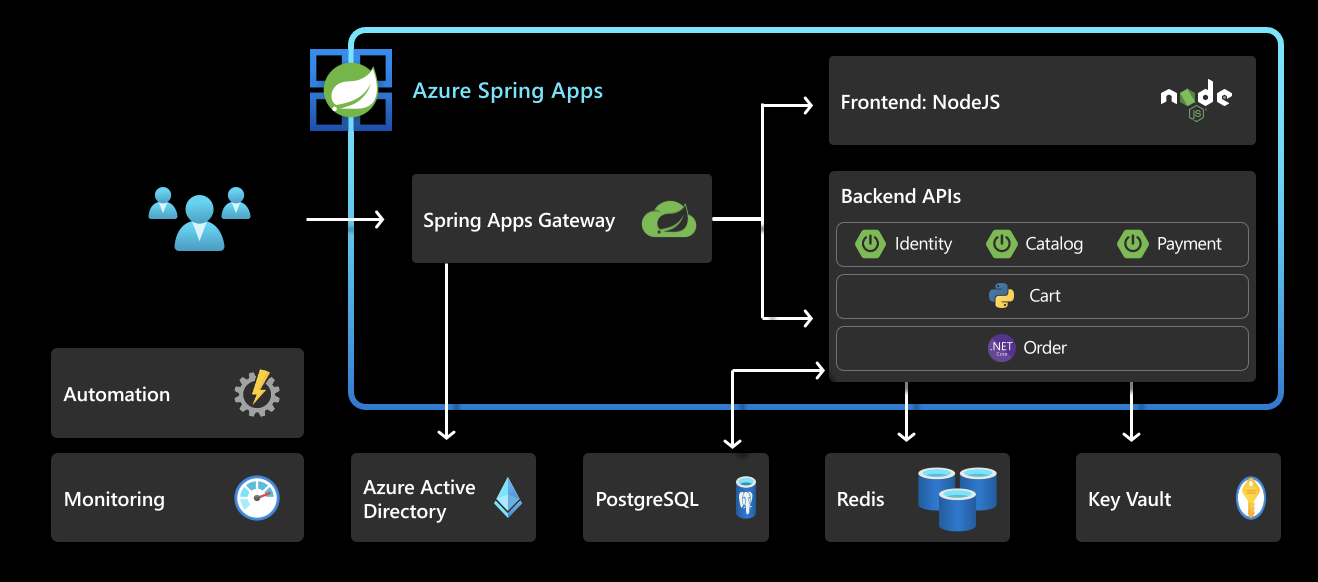 Azure Spring Apps
Frontend: NodeJS
node
JS
Spring Apps Gateway
Backend APIs
Identity
Catalog
Payment
Cart
.NET
Core
Order
Automation
Monitoring
Azure Active
Directory
PostgreSQL
Redis
Key Vault